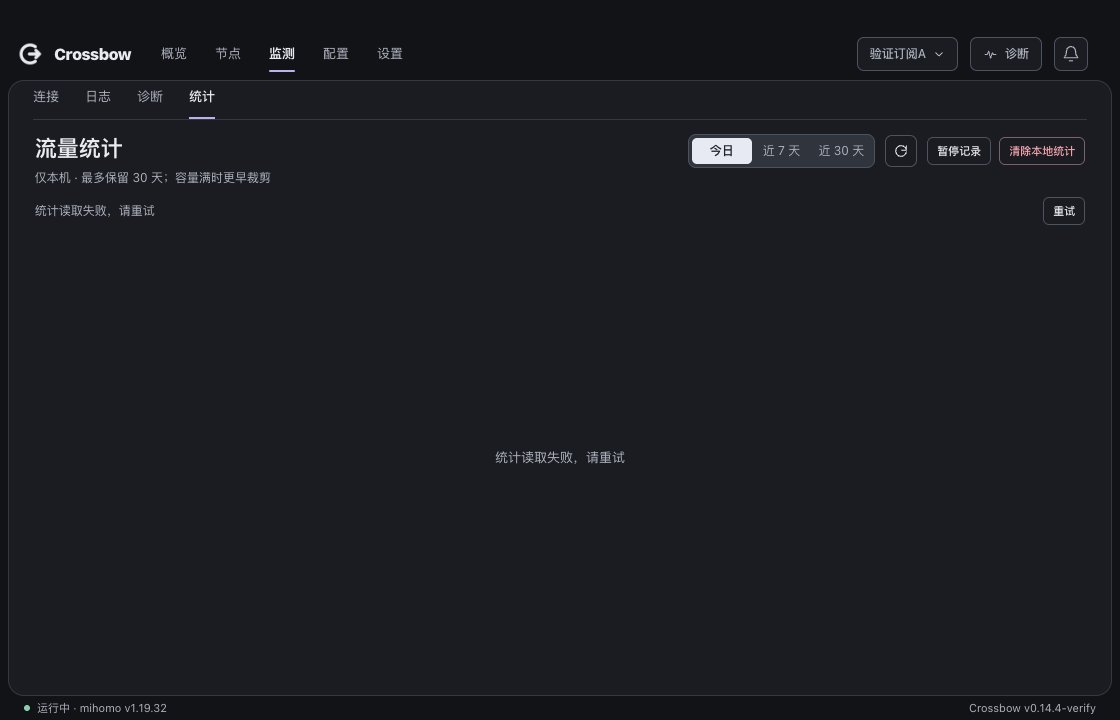 Crossbow 概览 节点 监测 配置 设置 验证订阅A 诊断
连接 日志 诊断 统计
流量统计 今日 近 7 天 近 30 天 暂停记录 清除本地统计
仅本机 · 最多保留 30 天；容量满时更早裁剪
统计读取失败，请重试 重试
统计读取失败，请重试
运行中 · mihomo v1.19.32 Crossbow v0.14.4-verify